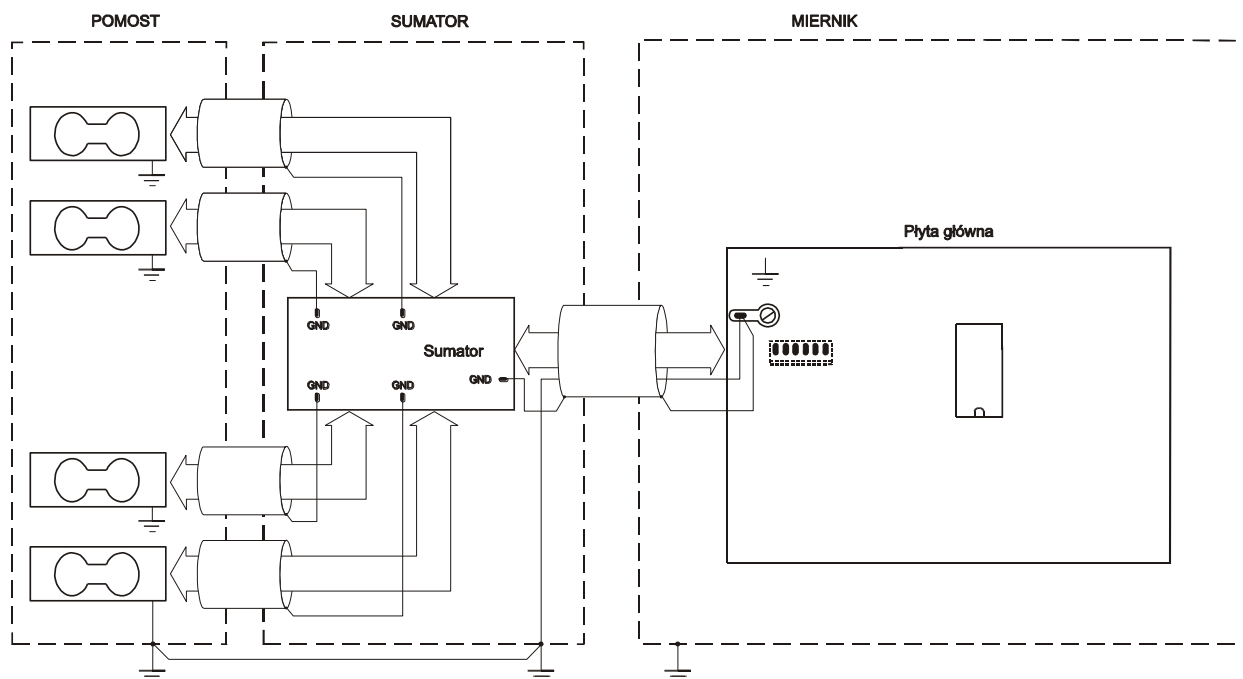 POMOST
SUMATOR
MIERNIK
Płyta główna
GND
GND
Sumator
GND
GND
GND